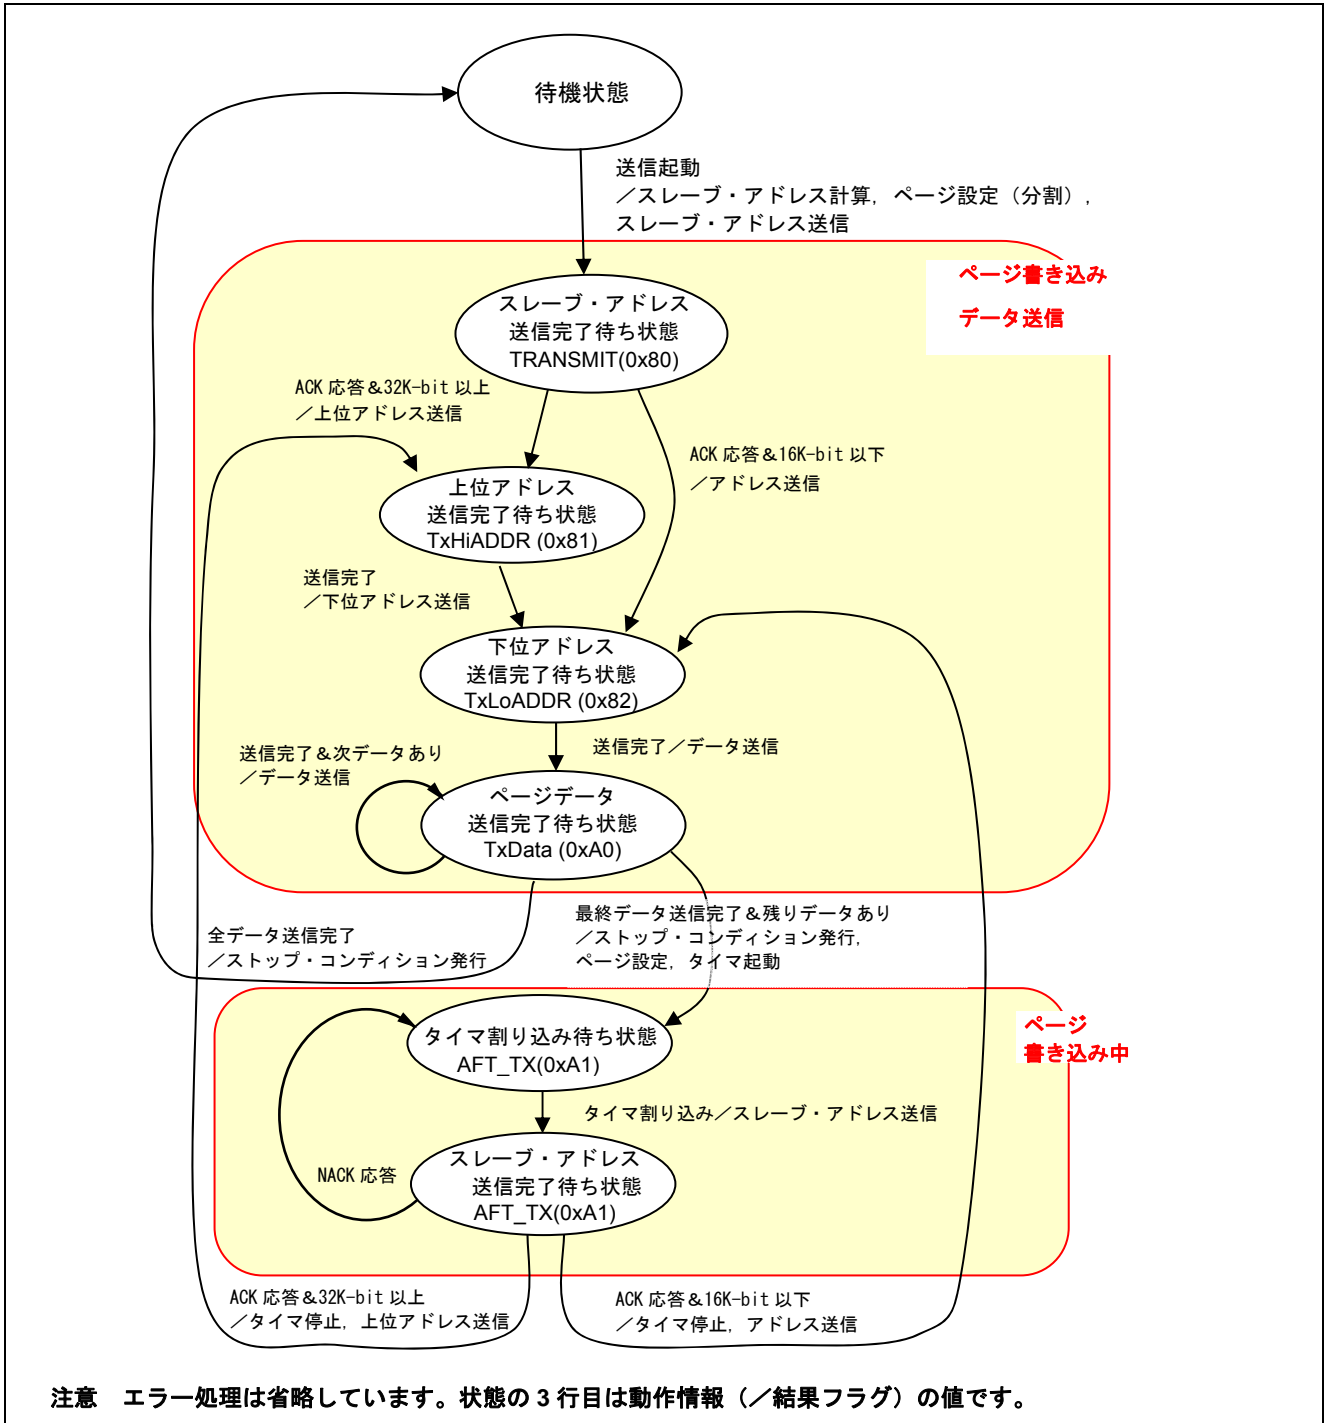 待機状態
送信起動
／スレーブ・アドレス計算，ページ設定（分割），
スレーブ・アドレス送信
ページ書き込み
データ送信
スレーブ・アドレス
送信完了待ち状態
TRANSMIT(0x80)
ACK 応答＆32K-bit 以上
／上位アドレス送信
ACK 応答＆16K-bit 以下
／アドレス送信
上位アドレス
送信完了待ち状態
TxHiADDR (0x81)
送信完了
／下位アドレス送信
下位アドレス
送信完了待ち状態
TxLoADDR (0x82)
送信完了／データ送信
送信完了＆次データあり
／データ送信
ページデータ
送信完了待ち状態
TxData (0xA0)
最終データ送信完了＆残りデータあり
／ストップ・コンディション発行，
ページ設定，タイマ起動
全データ送信完了
／ストップ・コンディション発行
ページ
書き込み中
タイマ割り込み待ち状態
AFT_TX(0xA1)
タイマ割り込み／スレーブ・アドレス送信
NACK 応答
スレーブ・アドレス
送信完了待ち状態
AFT_TX(0xA1)
ACK 応答＆32K-bit 以上
／タイマ停止，上位アドレス送信
ACK 応答＆16K-bit 以下
／タイマ停止，アドレス送信
注意　エラー処理は省略しています。状態の 3 行目は動作情報（／結果フラグ）の値です。